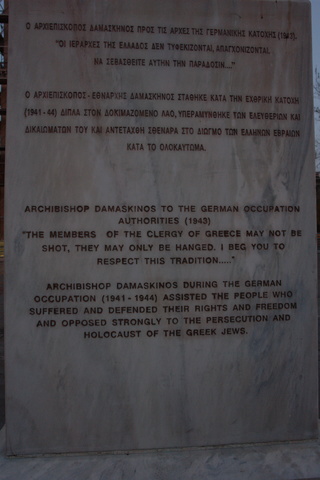 Ο ΑΡΧΙΕΠΙΣΚΟΠΟΣ ΔΑΜΑΣΚΗΝΟΣ ΠΡΟΣ ΤΙΣ ΑΡΧΕΣ ΤΗΣ ΓΕΡΜΑΝΙΚΗΣ ΚΑΤΟΧΗΣ (1943).
"ΟΙ ΙΕΡΑΡΧΕΣ ΤΗΣ ΕΛΛΑΔΟΣ ΔΕΝ ΤΥΦΕΚΙΖΟΝΤΑΙ, ΑΠΑΓΧΟΝΙΖΟΝΤΑΙ.
ΝΑ ΣΕΒΑΣΘΕΙΤΕ ΑΥΤΗΝ ΤΗΝ ΠΑΡΑΔΟΣΙΝ..."
Ο ΑΡΧΙΕΠΙΣΚΟΠΟΣ - ΕΘΝΑΡΧΗΣ ΔΑΜΑΣΚΗΝΟΣ ΣΤΑΘΗΚΕ ΚΑΤΑ ΤΗΝ ΕΧΘΡΙΚΗ ΚΑΤΟΧΗ
(1941-44) ΔΙΠΛΑ ΣΤΟΝ ΔΟΚΙΜΑΖΟΜΕΝΟ ΛΑΟ, ΥΠΕΡΑΜΥΝΘΗΚΕ ΤΩΝ ΕΛΕΥΘΕΡΙΩΝ ΚΑΙ
ΔΙΚΑΙΩΜΑΤΩΝ ΤΟΥ ΚΑΙ ΑΝΤΕΤΑΧΘΗ ΣΘΕΝΑΡΑ ΣΤΟ ΔΙΩΓΜΟ ΤΩΝ ΕΛΛΗΝΩΝ ΕΒΡΑΙΩΝ
ΚΑΤΑ ΤΟ ΟΛΟΚΑΥΤΩΜΑ.
ARCHBISHOP DAMASKINOS TO THE GERMAN OCCUPATION
AUTHORITIES (1943)
"THE MEMBERS OF THE CLERGY OF GREECE MAY NOT BE
SHOT, THEY MAY ONLY BE HANGED. I BEG YOU TO
RESPECT THIS TRADITION....."
ARCHBISHOP DAMASKINOS DURING THE GERMAN
OCCUPATION (1941 - 1944) ASSISTED THE PEOPLE WHO
SUFFERED AND DEFENDED THEIR RIGHTS AND FREEDOM
AND OPPOSED STRONGLY TO THE PERSECUTION AND
HOLOCAUST OF THE GREEK JEWS.